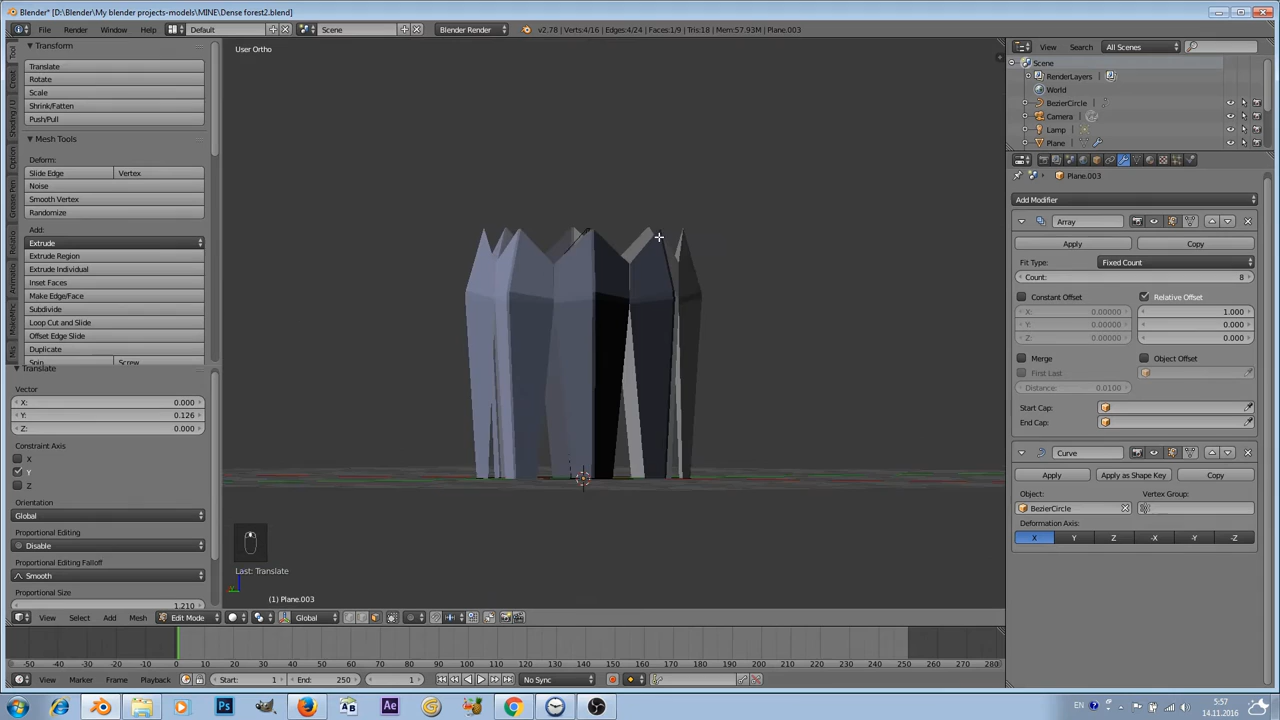 Blender* [D:\Blender\My blender projects-models\MINE\Dense forest2.blend]
File Render Window Help Default Scene Blender Render v2.78 | Verts:4/16 | Edges:4/24 | Faces:1/9 | Tris:18 | Mem:57.93M | Plane.003
Transform
Translate
Rotate
Scale
Shrink/Fatten
Push/Pull
Mesh Tools
Deform:
Slide Edge Vertex
Noise
Smooth Vertex
Randomize
Add:
Extrude
Extrude Region
Extrude Individual
Inset Faces
Make Edge/Face
Subdivide
Loop Cut and Slide
Offset Edge Slide
Duplicate
Spin Screw
Translate
Vector
X: 0.000
Y: 0.126
Z: 0.000
Constraint Axis
X
Y
Z
Orientation
Global
Proportional Editing
Disable
Proportional Editing Falloff
Smooth
Proportional Size
1.210
User Ortho
Last: Translate
(1) Plane.003
View Select Add Mesh Edit Mode Global
View Search All Scenes
Scene
RenderLayers
World
BezierCircle
Camera
Lamp
Plane
Plane.003
Add Modifier
Array
Apply Copy
Fit Type: Fixed Count
Count: 8
Constant Offset Relative Offset
X: 0.00000 1.000
Y: 0.00000 0.000
Z: 0.00000 0.000
Merge Object Offset
First Last
Distance: 0.0100
Start Cap:
End Cap:
Curve
Apply Apply as Shape Key Copy
Object: Vertex Group:
BezierCircle
Deformation Axis:
X Y Z -X -Y -Z
-50 -40 -30 -20 -10 0 10 20 30 40 50 60 70 80 90 100 110 120 130 140 150 160 170 180 190 200 210 220 230 240 250 260 270 280
View Marker Frame Playback Start: 1 End: 250 1 No Sync
EN 5:57
14.11.2016